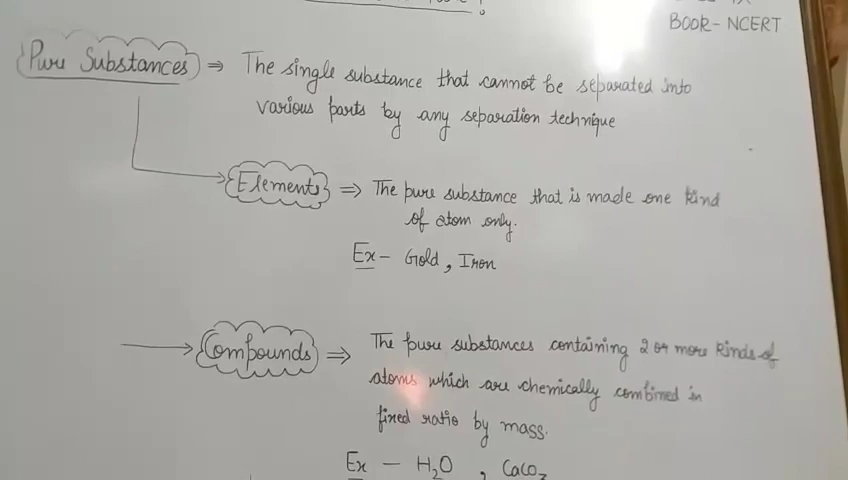 BOOK- NCERT
Pure Substances ⇒ The single substance that cannot be separated into
various parts by any separation technique
Elements ⇒ The pure substance that is made one kind
of atom only.
Ex- Gold, Iron
Compounds ⇒ The pure substances containing 2 or more kinds of
atoms which are chemically combined in
fixed ratio by mass.
Ex - H2O , CaCO3